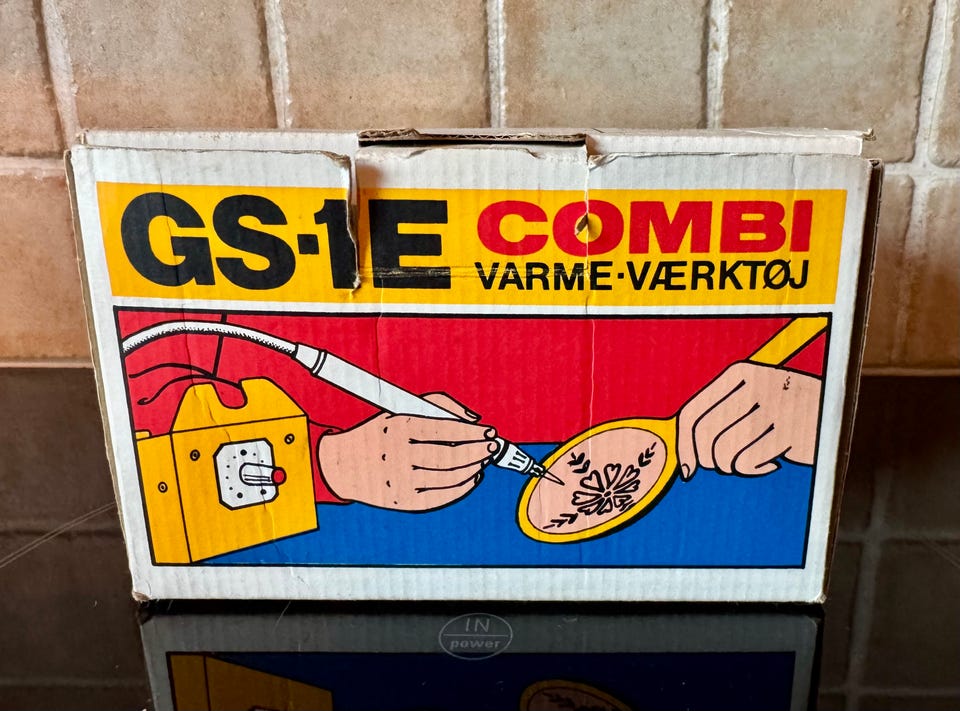 GS-1E
COMBI
VARME·VÆRKTØJ
IN
power